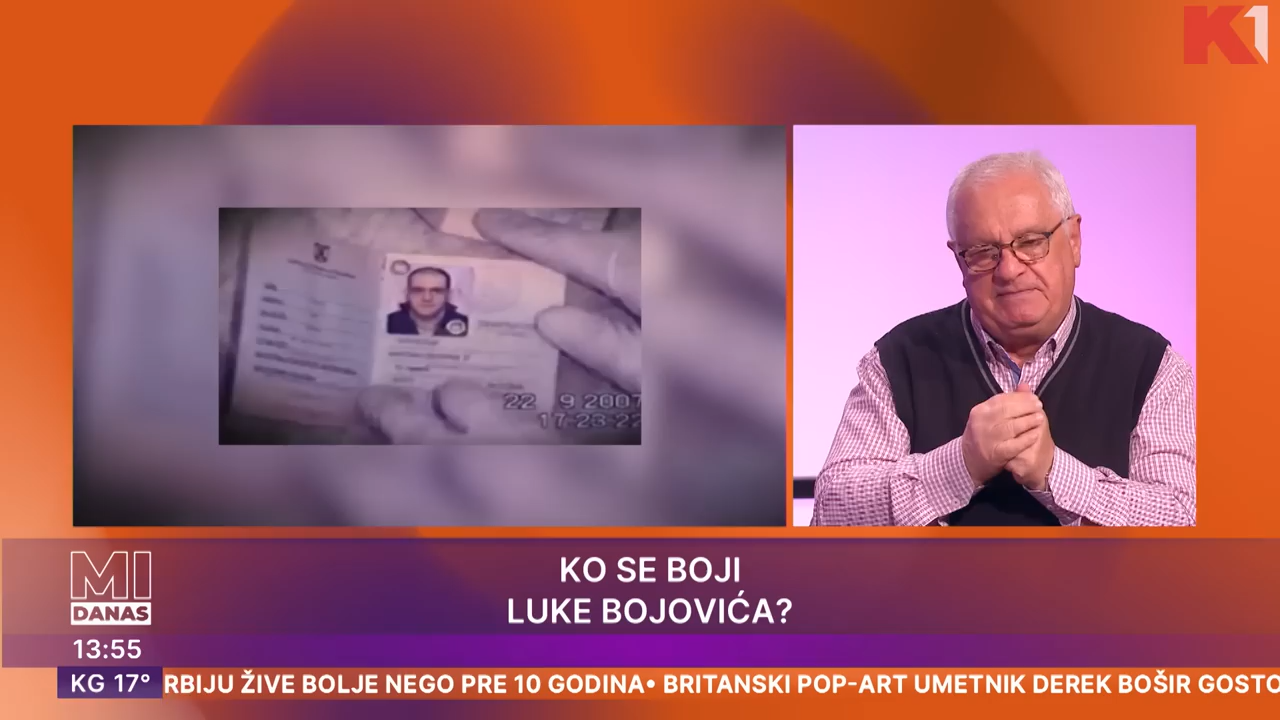 K1
22 9 2007
17-23-22
KO SE BOJI
LUKE BOJOVIĆA?
MI
DANAS
13:55
KG 17° RBIJU ŽIVE BOLJE NEGO PRE 10 GODINA• BRITANSKI POP-ART UMETNIK DEREK BOŠIR GOSTO